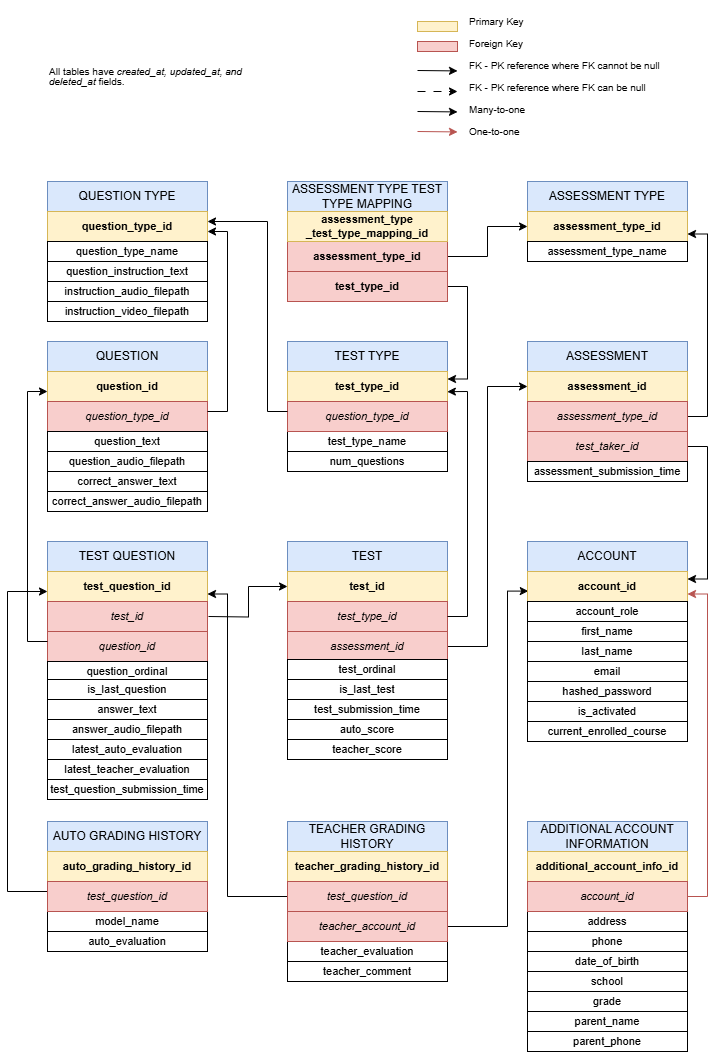 Primary Key
Foreign Key
FK - PK reference where FK cannot be null
FK - PK reference where FK can be null
Many-to-one
One-to-one
All tables have created_at, updated_at, and
deleted_at fields.
QUESTION TYPE
question_type_id
question_type_name
question_instruction_text
instruction_audio_filepath
instruction_video_filepath
ASSESSMENT TYPE TEST
TYPE MAPPING
assessment_type
_test_type_mapping_id
assessment_type_id
test_type_id
ASSESSMENT TYPE
assessment_type_id
assessment_type_name
QUESTION
question_id
question_type_id
question_text
question_audio_filepath
correct_answer_text
correct_answer_audio_filepath
TEST TYPE
test_type_id
question_type_id
test_type_name
num_questions
ASSESSMENT
assessment_id
assessment_type_id
test_taker_id
assessment_submission_time
TEST QUESTION
test_question_id
test_id
question_id
question_ordinal
is_last_question
answer_text
answer_audio_filepath
latest_auto_evaluation
latest_teacher_evaluation
test_question_submission_time
TEST
test_id
test_type_id
assessment_id
test_ordinal
is_last_test
test_submission_time
auto_score
teacher_score
ACCOUNT
account_id
account_role
first_name
last_name
email
hashed_password
is_activated
current_enrolled_course
AUTO GRADING HISTORY
auto_grading_history_id
test_question_id
model_name
auto_evaluation
TEACHER GRADING
HISTORY
teacher_grading_history_id
test_question_id
teacher_account_id
teacher_evaluation
teacher_comment
ADDITIONAL ACCOUNT
INFORMATION
additional_account_info_id
account_id
address
phone
date_of_birth
school
grade
parent_name
parent_phone